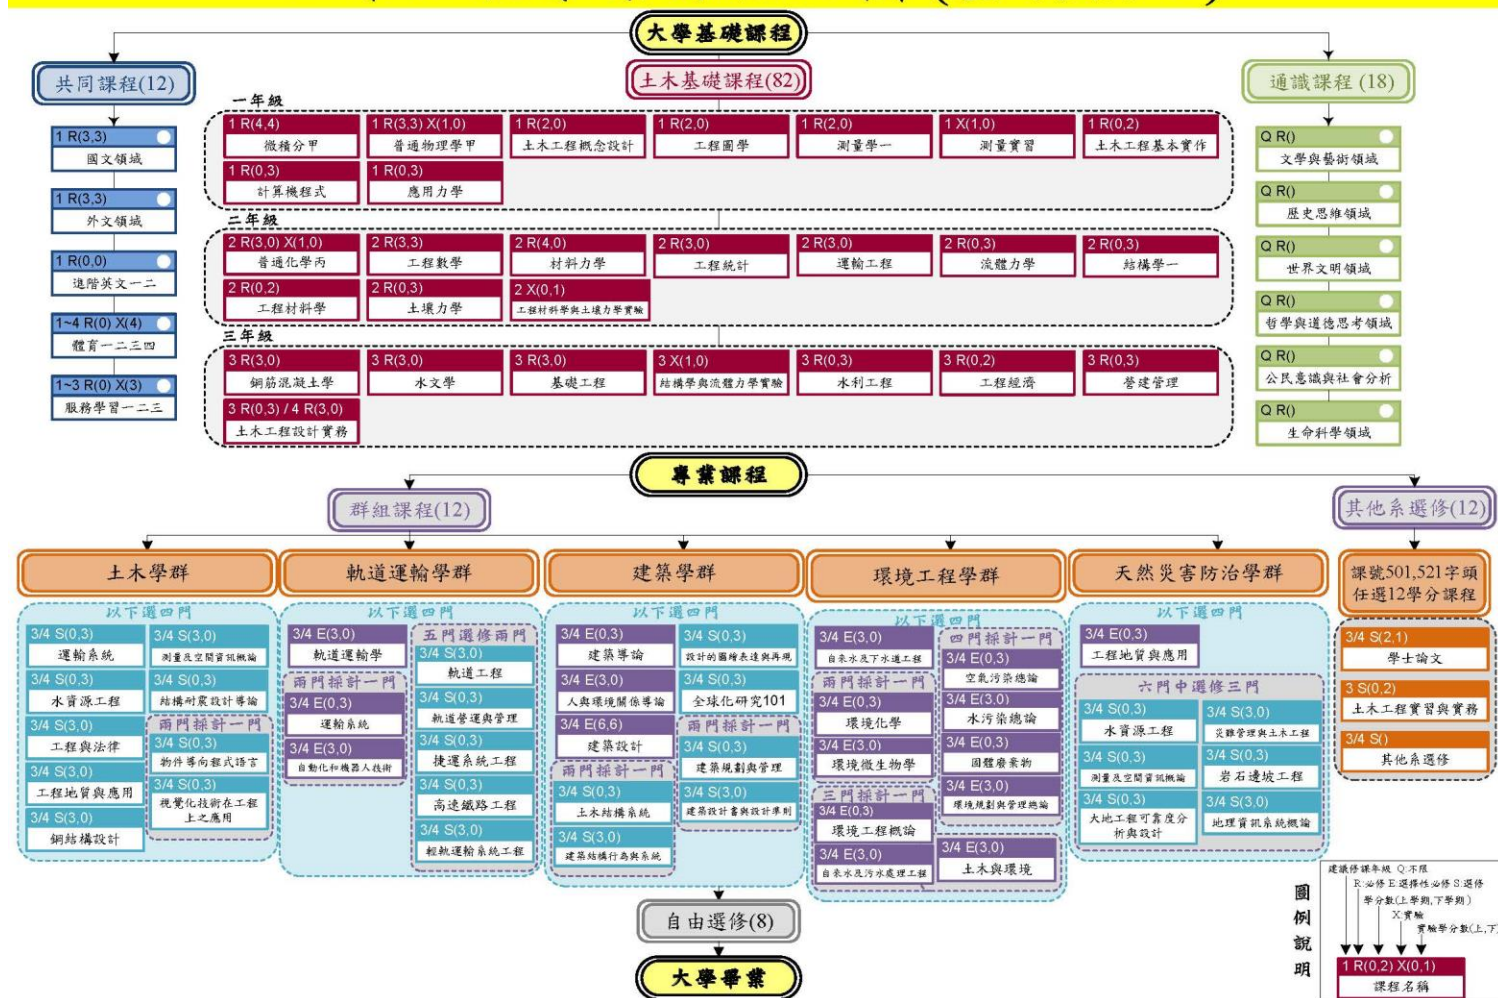 大學基礎課程
共同課程(12)
土木基礎課程(82)
通識課程 (18)
1 R(3,3)
國文領域
1 R(3,3)
外文領域
1 R(0,0)
進階英文一二
1~4 R(0) X(4)
體育一二三四
1~3 R(0) X(3)
服務學習一二三
一年級
1 R(4,4)
微積分甲
1 R(3,3) X(1,0)
普通物理學甲
1 R(2,0)
土木工程概念設計
1 R(2,0)
工程圖學
1 R(2,0)
測量學一
1 X(1,0)
測量實習
1 R(0,2)
土木工程基本實作
1 R(0,3)
計算機程式
1 R(0,3)
應用力學
二年級
2 R(3,0) X(1,0)
普通化學丙
2 R(3,3)
工程數學
2 R(4,0)
材料力學
2 R(3,0)
工程統計
2 R(3,0)
運輸工程
2 R(0,3)
流體力學
2 R(0,3)
結構學一
2 R(0,2)
工程材料學
2 R(0,3)
土壤力學
2 X(0,1)
工程材料學與土壤力學實驗
三年級
3 R(3,0)
鋼筋混凝土學
3 R(3,0)
水文學
3 R(3,0)
基礎工程
3 X(1,0)
結構學與流體力學實驗
3 R(0,3)
水利工程
3 R(0,2)
工程經濟
3 R(0,3)
營建管理
3 R(0,3) / 4 R(3,0)
土木工程設計實務
Q R()
文學與藝術領域
Q R()
歷史思維領域
Q R()
世界文明領域
Q R()
哲學與道德思考領域
Q R()
公民意識與社會分析
Q R()
生命科學領域
專業課程
群組課程(12)
其他系選修(12)
土木學群
以下選四門
3/4 S(0,3)
運輸系統
3/4 S(3,0)
測量及空間資訊概論
3/4 S(0,3)
水資源工程
3/4 S(3,0)
結構耐震設計導論
3/4 S(3,0)
工程與法律
兩門採計一門
3/4 S(0,3)
物件導向程式語言
3/4 S(3,0)
工程地質與應用
3/4 S(0,3)
視覺化技術在工程
上之應用
3/4 S(3,0)
鋼結構設計
軌道運輸學群
以下選四門
3/4 E(3,0)
軌道運輸學
兩門採計一門
3/4 E(0,3)
運輸系統
3/4 E(3,0)
自動化和機器人技術
五門選修兩門
3/4 S(3,0)
軌道工程
3/4 S(0,3)
軌道營運與管理
3/4 S(0,3)
捷運系統工程
3/4 S(0,3)
高速鐵路工程
3/4 S(3,0)
輕軌運輸系統工程
建築學群
以下選四門
3/4 E(0,3)
建築導論
3/4 S(0,3)
設計的圖繪表達與再現
3/4 E(0,3)
人與環境關係導論
3/4 S(0,3)
全球化研究101
3/4 E(6,6)
建築設計
兩門採計一門
3/4 S(0,3)
建築規劃與管理
兩門採計一門
3/4 S(0,3)
土木結構系統
3/4 S(0,3)
建築設計書與設計準則
3/4 S(3,0)
建築結構行為與系統
環境工程學群
以下選四門
3/4 E(3,0)
自來水及下水道工程
四門採計一門
3/4 E(0,3)
空氣污染總論
兩門採計一門
3/4 E(0,3)
環境化學
3/4 E(0,3)
水污染總論
3/4 E(3,0)
環境微生物學
3/4 E(0,3)
固體廢棄物
三門採計一門
3/4 E(0,3)
環境工程概論
3/4 E(3,0)
環境規劃與管理總論
3/4 E(3,0)
自來水及污水處理工程
3/4 E(3,0)
土木與環境
天然災害防治學群
以下選四門
3/4 E(0,3)
工程地質與應用
六門中選修三門
3/4 S(0,3)
水資源工程
3/4 S(3,0)
災難管理與土木工程
3/4 S(0,3)
測量及空間資訊概論
3/4 S(3,0)
岩石邊坡工程
3/4 S(0,3)
大地工程可靠度分
析與設計
3/4 S(3,0)
地理資訊系統概論
課號501,521字頭
任選12學分課程
3/4 S(2,1)
學士論文
3 S(0,2)
土木工程實習與實務
3/4 S()
其他系選修
自由選修(8)
大學畢業
圖例說明
建議修課年級 Q:不限
R:必修 E:選擇性必修 S:選修
學分數(上學期,下學期)
X:實驗
實驗學分數(上,下)
1 R(0,2) X(0,1)
課程名稱